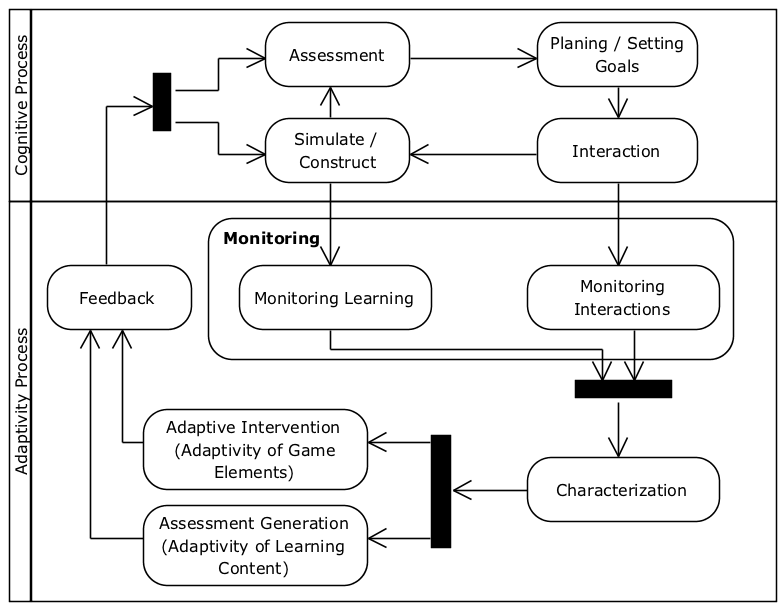 Cognitive Process
Assessment
Planing / Setting
Goals
Simulate /
Construct
Interaction
Adaptivity Process
Monitoring
Feedback
Monitoring Learning
Monitoring
Interactions
Adaptive Intervention
(Adaptivity of Game
Elements)
Characterization
Assessment Generation
(Adaptivity of Learning
Content)